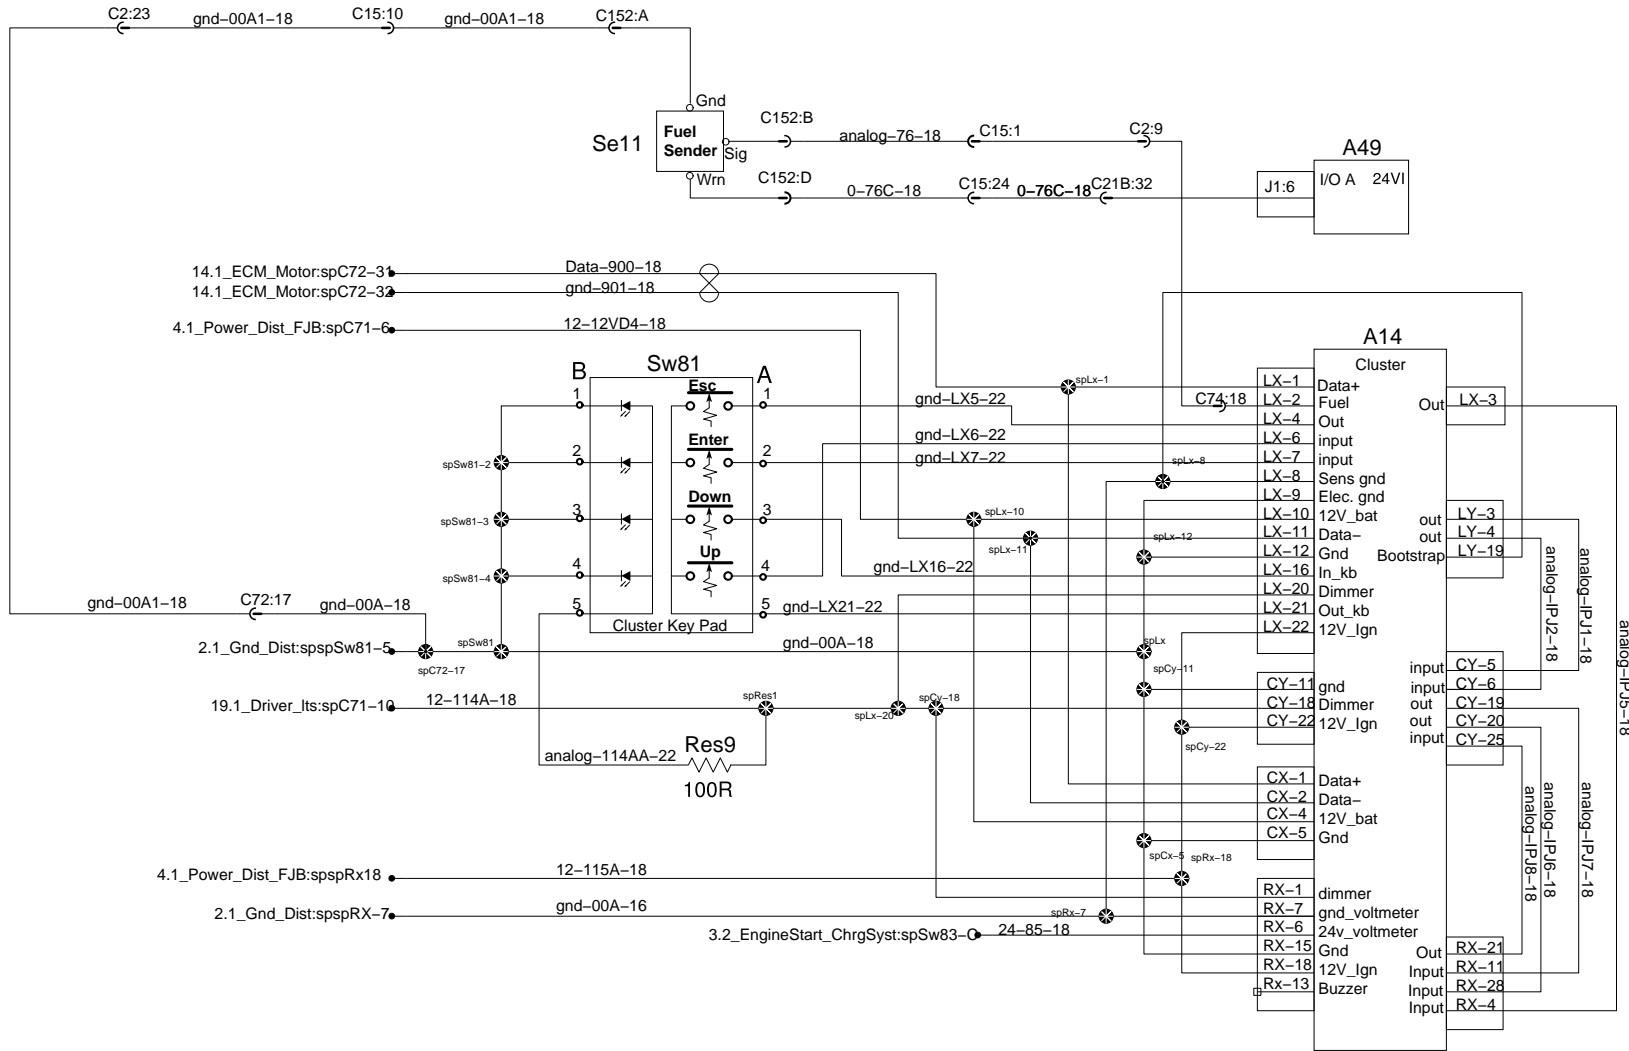 C2:23
gnd-00A1-18
C15:10
gnd-00A1-18
C152:A
Gnd
Se11
Fuel
Sender
Sig
Wrn
C152:B
analog-76-18
C15:1
C2:9
C152:D
0-76C-18
C15:24
0-76C-18
C21B:32
A49
J1:6
I/O A
24VI
14.1_ECM_Motor:spC72-31
Data-900-18
14.1_ECM_Motor:spC72-32
gnd-901-18
4.1_Power_Dist_FJB:spC71-6
12-12VD4-18
Sw81
B
A
1
Esc
1
2
Enter
2
3
Down
3
4
Up
4
5
5
Cluster Key Pad
spSw81-2
spSw81-3
spSw81-4
spSw81
gnd-LX5-22
gnd-LX6-22
gnd-LX7-22
gnd-LX16-22
gnd-LX21-22
gnd-00A-18
gnd-00A1-18
C72:17
gnd-00A-18
2.1_Gnd_Dist:spspSw81-5
spC72-17
19.1_Driver_lts:spC71-10
12-114A-18
spRes1
analog-114AA-22
Res9
100R
spLx-20
spCy-18
spLx-1
C74:18
spLx-8
spLx-10
spLx-11
spLx-12
spLx
spCy-11
spCy-22
spCx-5
spRx-18
spRx-7
4.1_Power_Dist_FJB:spspRx18
12-115A-18
2.1_Gnd_Dist:spspRX-7
gnd-00A-16
3.2_EngineStart_ChrgSyst:spSw83-C
24-85-18
A14
Cluster
LX-1 Data+
LX-2 Fuel
LX-4 Out
LX-6 input
LX-7 input
LX-8 Sens gnd
LX-9 Elec. gnd
LX-10 12V_bat
LX-11 Data-
LX-12 Gnd
LX-16 In_kb
LX-20 Dimmer
LX-21 Out_kb
LX-22 12V_Ign
CY-11 gnd
CY-18 Dimmer
CY-22 12V_Ign
CX-1 Data+
CX-2 Data-
CX-4 12V_bat
CX-5 Gnd
RX-1 dimmer
RX-7 gnd_voltmeter
RX-6 24v_voltmeter
RX-15 Gnd
RX-18 12V_Ign
Rx-13 Buzzer
Out LX-3
out LY-3
out LY-4
Bootstrap LY-19
input CY-5
input CY-6
out CY-19
out CY-20
input CY-25
Out RX-21
Input RX-11
Input RX-28
Input RX-4
analog-IPJ2-18
analog-IPJ1-18
analog-IPJ5-18
analog-IPJ8-18
analog-IPJ6-18
analog-IPJ7-18